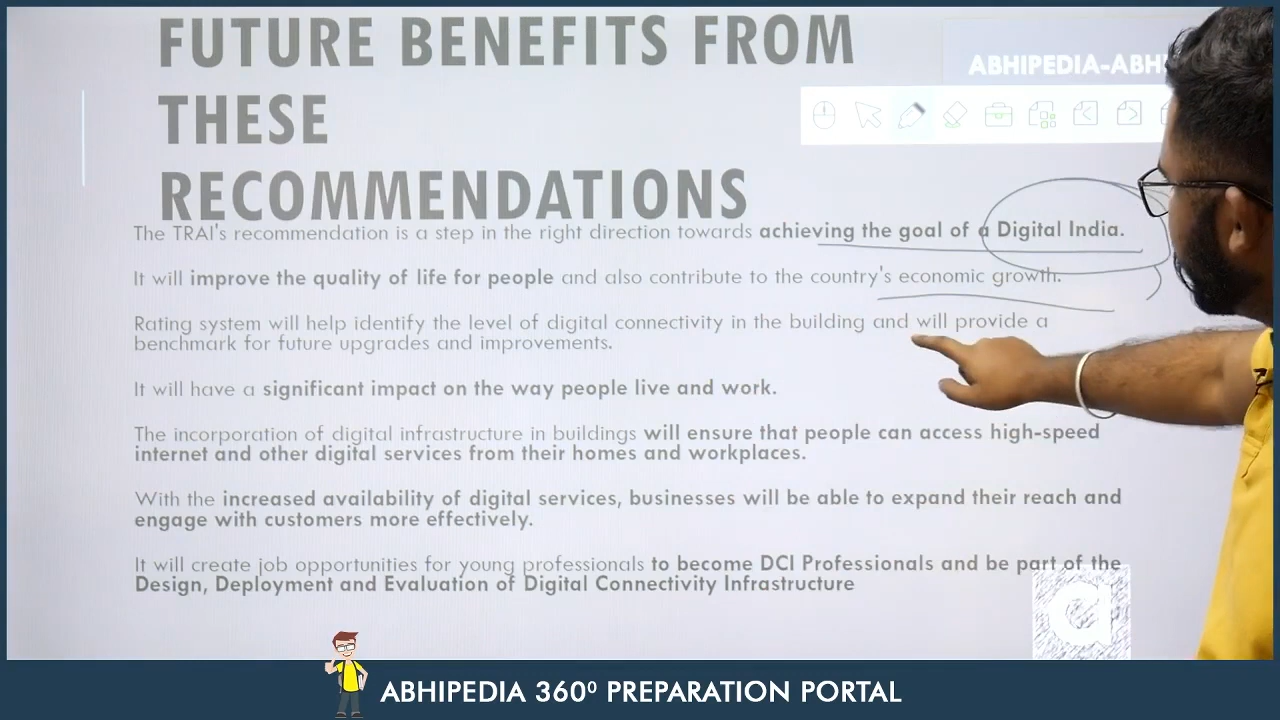 FUTURE BENEFITS FROM
THESE
RECOMMENDATIONS
ABHIPEDIA-ABH
The TRAI's recommendation is a step in the right direction towards achieving the goal of a Digital India.
It will improve the quality of life for people and also contribute to the country's economic growth.
Rating system will help identify the level of digital connectivity in the building and will provide a
benchmark for future upgrades and improvements.
It will have a significant impact on the way people live and work.
The incorporation of digital infrastructure in buildings will ensure that people can access high-speed
internet and other digital services from their homes and workplaces.
With the increased availability of digital services, businesses will be able to expand their reach and
engage with customers more effectively.
It will create job opportunities for young professionals to become DCI Professionals and be part of the
Design, Deployment and Evaluation of Digital Connectivity Infrastructure
a
ABHIPEDIA 360⁰ PREPARATION PORTAL